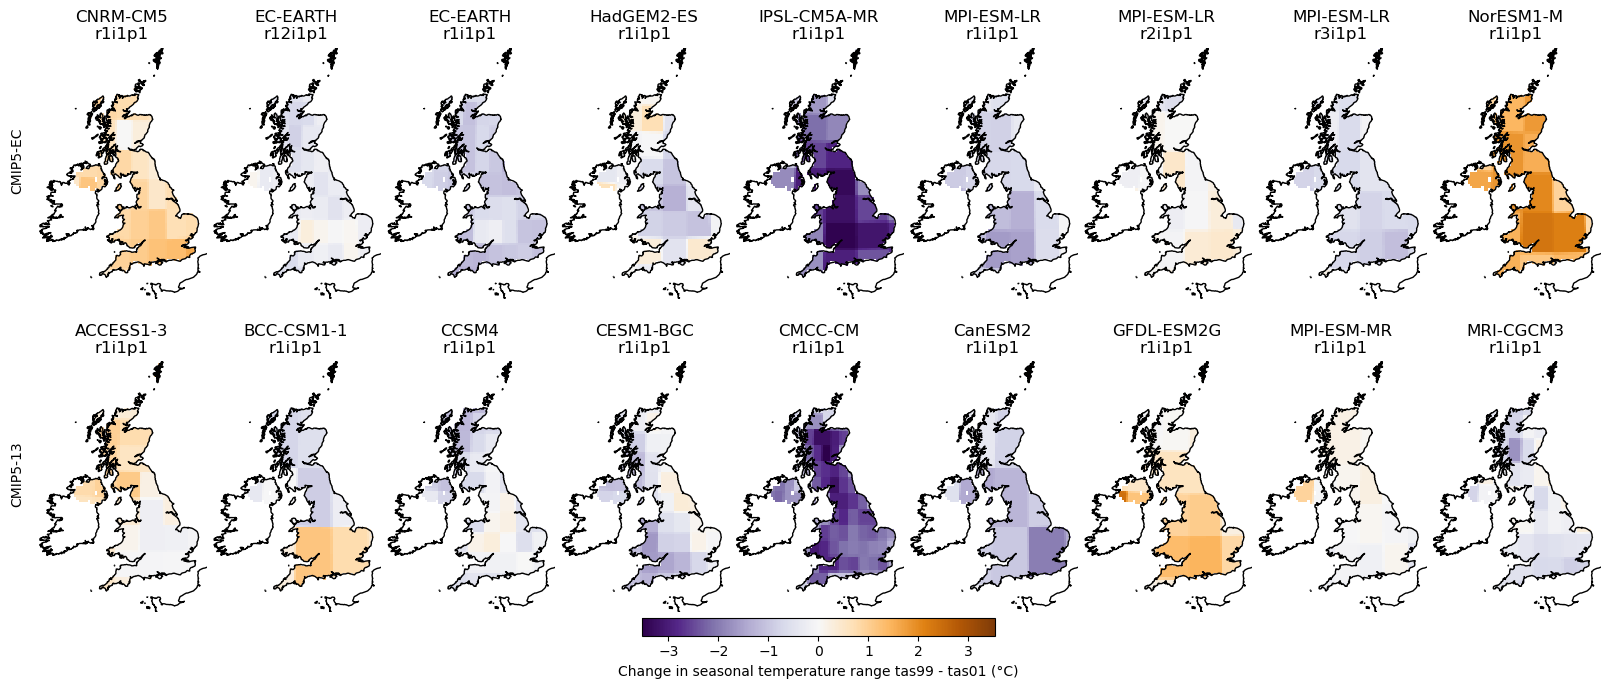 CNRM-CM5 EC-EARTH EC-EARTH HadGEM2-ES IPSL-CM5A-MR MPI-ESM-LR MPI-ESM-LR MPI-ESM-LR NorESM1-M
r1i1p1 r12i1p1 r1i1p1 r1i1p1 r1i1p1 r1i1p1 r2i1p1 r3i1p1 r1i1p1
CMIP5-EC
ACCESS1-3 BCC-CSM1-1 CCSM4 CESM1-BGC CMCC-CM CanESM2 GFDL-ESM2G MPI-ESM-MR MRI-CGCM3
r1i1p1 r1i1p1 r1i1p1 r1i1p1 r1i1p1 r1i1p1 r1i1p1 r1i1p1 r1i1p1
CMIP5-13
−3 −2 −1 0 1 2 3
Change in seasonal temperature range tas99 - tas01 (°C)